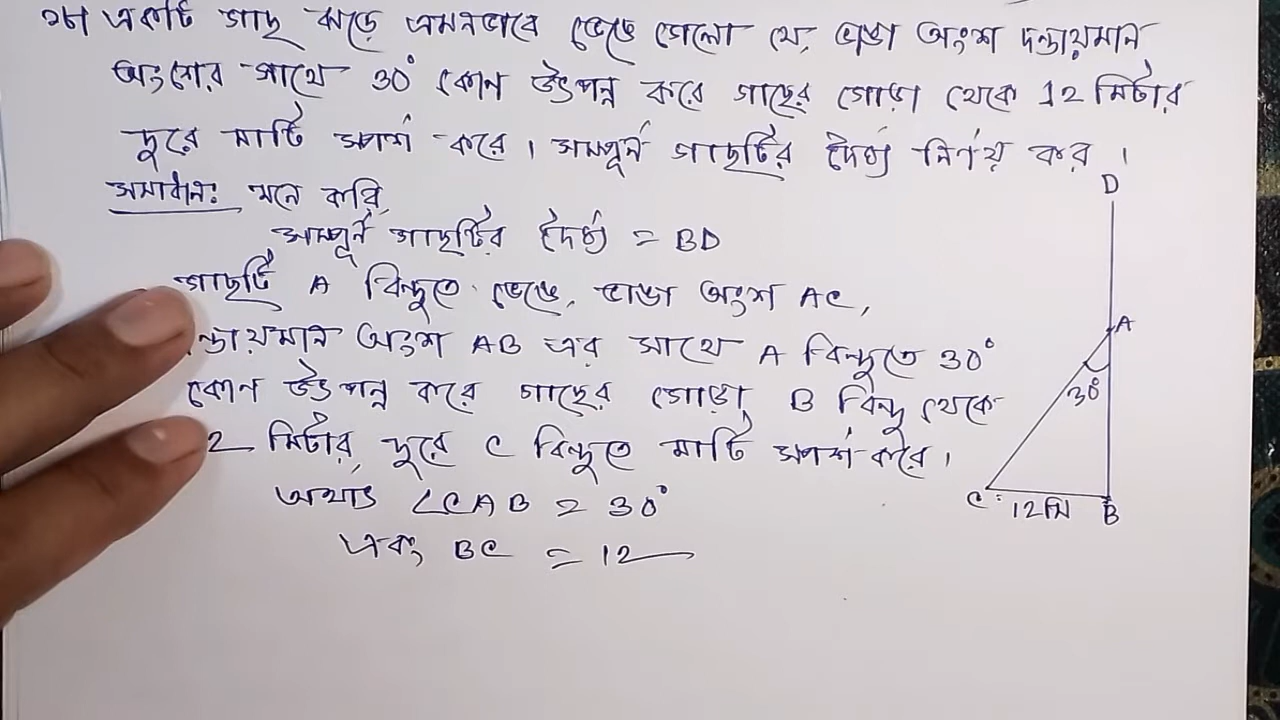 একটি গাছ ঝড়ে এমনভাবে ভেঙে গেলো যে, ভাঙা অংশ দন্ডায়মান
অংশের সাথে 30° কোন উৎপন্ন করে গাছের গোড়া থেকে 12 মিটার
দুরে মাটি স্পর্শ করে। সম্পূর্ন গাছটির দৈর্ঘ্য নির্ণয় কর।
সমাধান: মনে করি,
সম্পূর্ন গাছটির দৈর্ঘ্য = BD
গাছটি A বিন্দুতে ভেঙে, ভাঙা অংশ AC,
ন্ডায়মান অংশ AB এর সাথে A বিন্দুতে 30°
কোন উৎপন্ন করে গাছের গোড়া B বিন্দু থেকে
2 মিটার দুরে C বিন্দুতে মাটি স্পর্শ করে।
অর্থাৎ ∠CAB = 30°
এবং BC = 12
D
A
30°
C
12মি
B